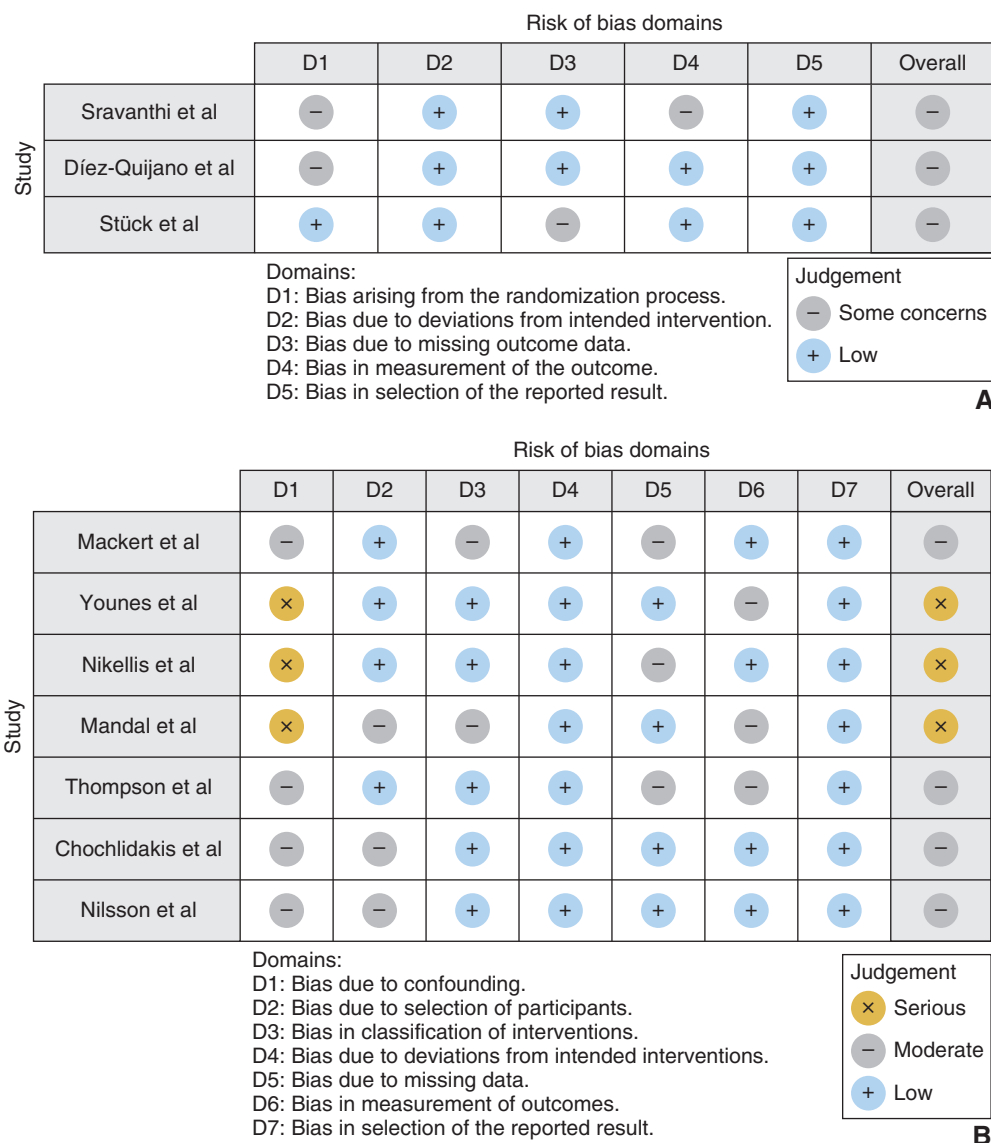 Risk of bias domains
D1 D2 D3 D4 D5 Overall
Study
Sravanthi et al − + + − + −
Díez-Quijano et al − + + + + −
Stück et al + + − + + −
Domains:
D1: Bias arising from the randomization process.
D2: Bias due to deviations from intended intervention.
D3: Bias due to missing outcome data.
D4: Bias in measurement of the outcome.
D5: Bias in selection of the reported result.
Judgement
− Some concerns
+ Low
A
Risk of bias domains
D1 D2 D3 D4 D5 D6 D7 Overall
Study
Mackert et al − + − + − + + −
Younes et al × + + + + − + ×
Nikellis et al × + + + − + + ×
Mandal et al × − − + + − + ×
Thompson et al − + + + − − + −
Chochlidakis et al − − + + + + + −
Nilsson et al − − + + + + + −
Domains:
D1: Bias due to confounding.
D2: Bias due to selection of participants.
D3: Bias in classification of interventions.
D4: Bias due to deviations from intended interventions.
D5: Bias due to missing data.
D6: Bias in measurement of outcomes.
D7: Bias in selection of the reported result.
Judgement
× Serious
− Moderate
+ Low
B